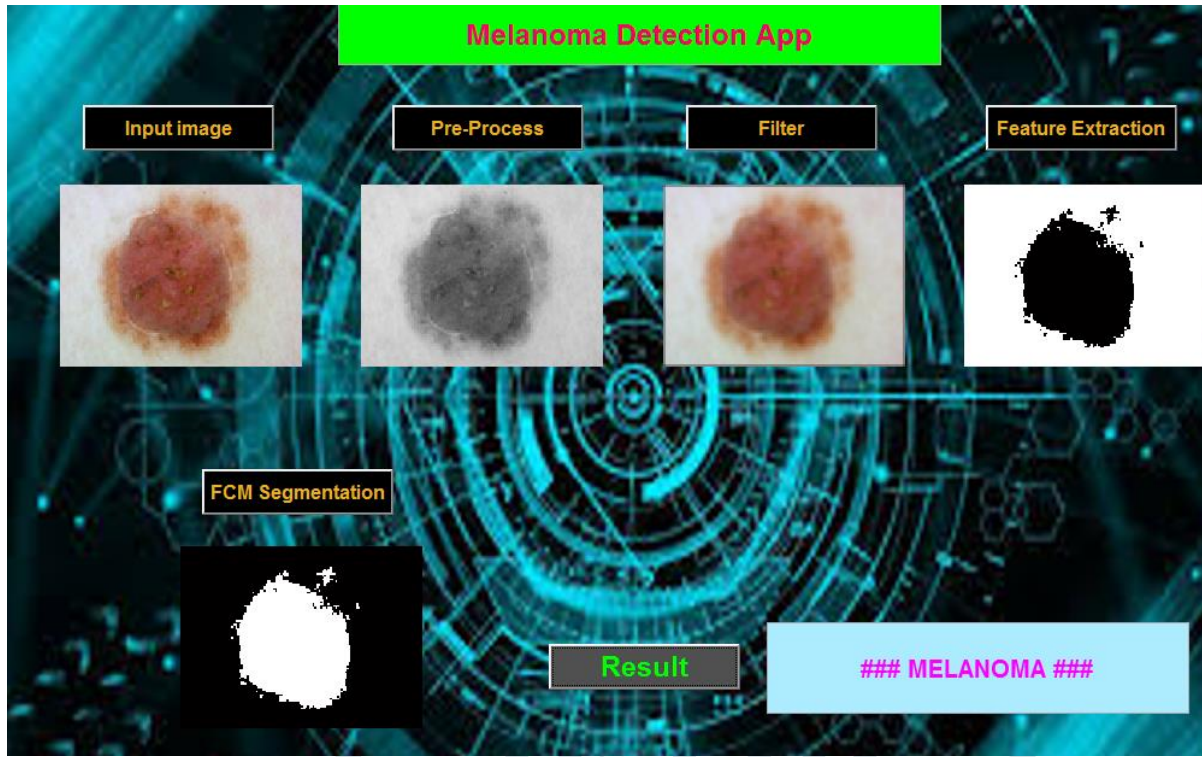 Melanoma Detection App
Input image
Pre-Process
Filter
Feature Extraction
FCM Segmentation
Result
### MELANOMA ###